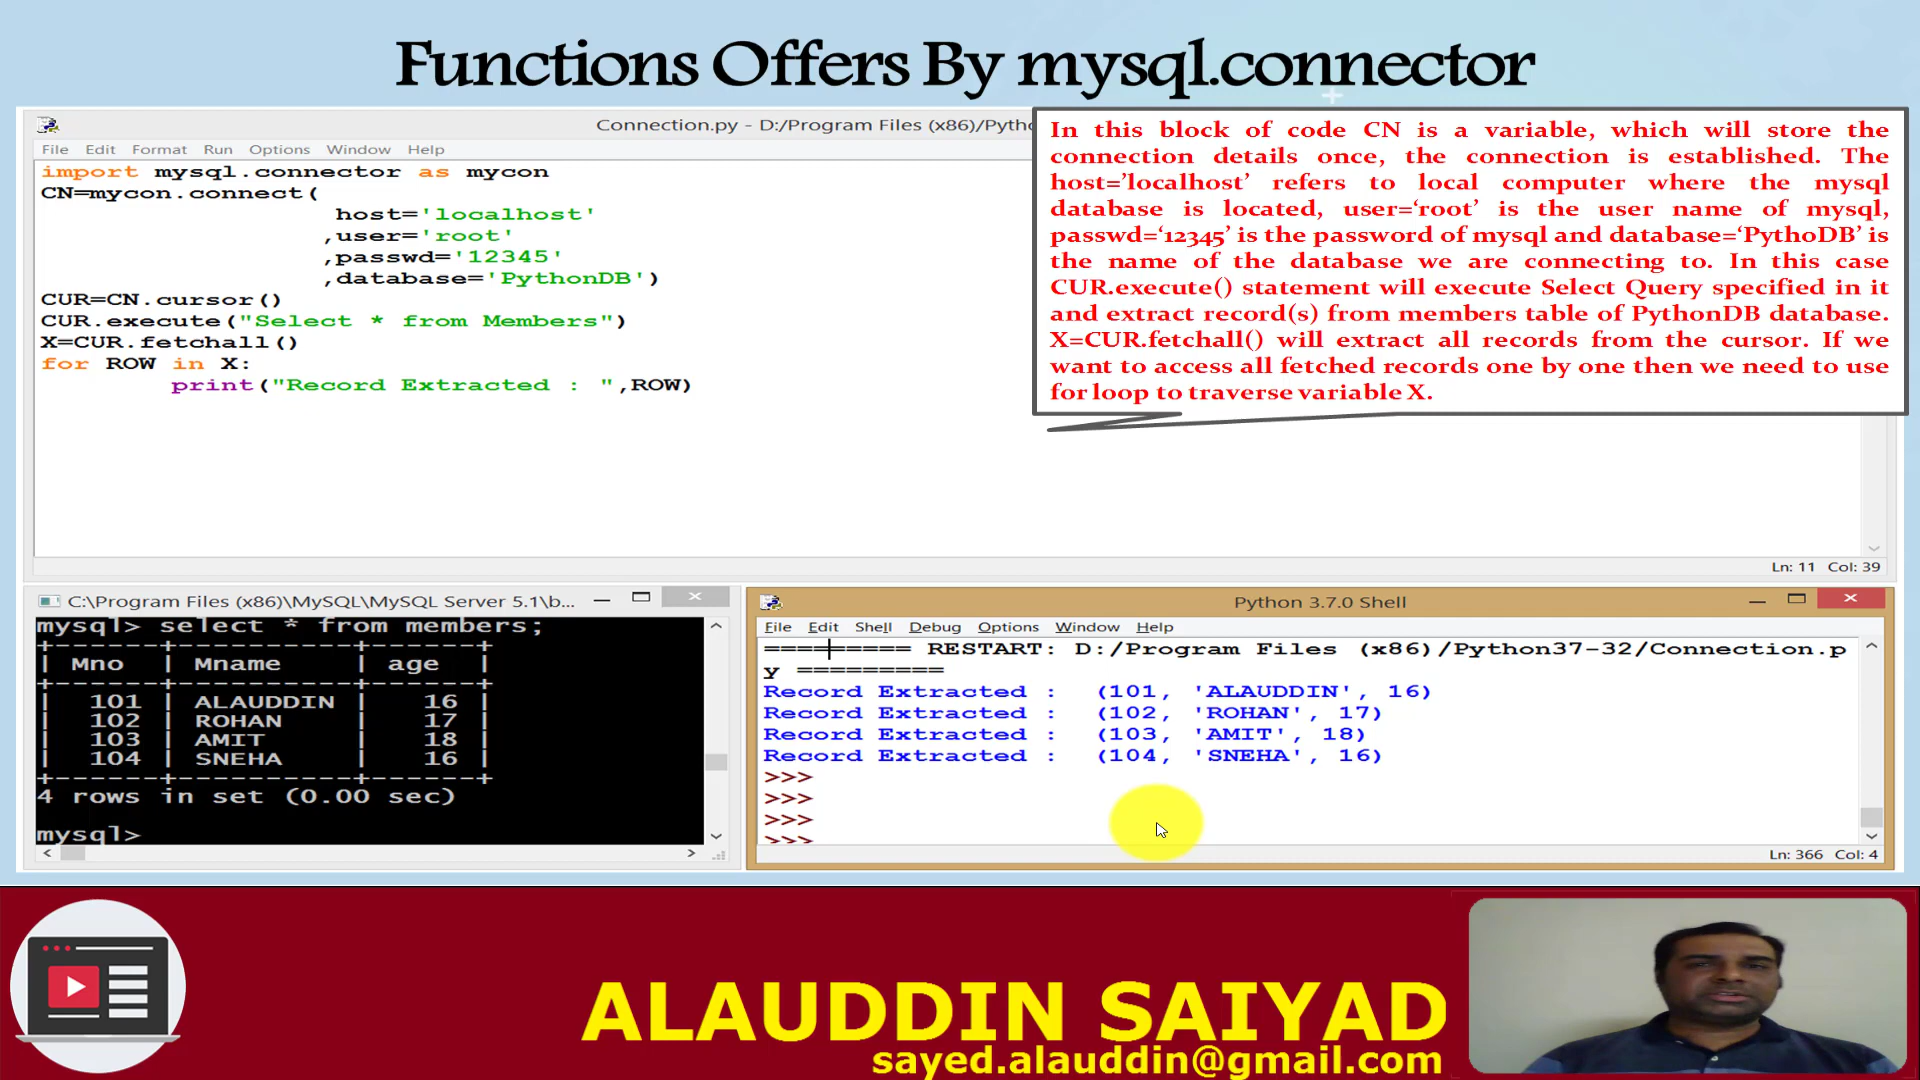 Functions Offers By mysql.connector
Connection.py - D:/Program Files (x86)/Pytho
File Edit Format Run Options Window Help
import mysql.connector as mycon
CN=mycon.connect(
host='localhost'
,user='root'
,passwd='12345'
,database='PythonDB')
CUR=CN.cursor()
CUR.execute("Select * from Members")
X=CUR.fetchall()
for ROW in X:
print("Record Extracted : ",ROW)
Ln: 11 Col: 39
In this block of code CN is a variable, which will store the
connection details once, the connection is established. The
host=’localhost’ refers to local computer where the mysql
database is located, user=‘root’ is the user name of mysql,
passwd=‘12345’ is the password of mysql and database=‘PythoDB’ is
the name of the database we are connecting to. In this case
CUR.execute() statement will execute Select Query specified in it
and extract record(s) from members table of PythonDB database.
X=CUR.fetchall() will extract all records from the cursor. If we
want to access all fetched records one by one then we need to use
for loop to traverse variable X.
C:\Program Files (x86)\MySQL\MySQL Server 5.1\b...
mysql> select * from members;
+------+---------+------+
| Mno | Mname | age |
+------+---------+------+
| 101 | ALAUDDIN | 16 |
| 102 | ROHAN | 17 |
| 103 | AMIT | 18 |
| 104 | SNEHA | 16 |
+------+---------+------+
4 rows in set (0.00 sec)
mysql>
Python 3.7.0 Shell
File Edit Shell Debug Options Window Help
========= RESTART: D:/Program Files (x86)/Python37-32/Connection.p
y =========
Record Extracted : (101, 'ALAUDDIN', 16)
Record Extracted : (102, 'ROHAN', 17)
Record Extracted : (103, 'AMIT', 18)
Record Extracted : (104, 'SNEHA', 16)
>>>
>>>
>>>
>>>
Ln: 366 Col: 4
ALAUDDIN SAIYAD
sayed.alauddin@gmail.com